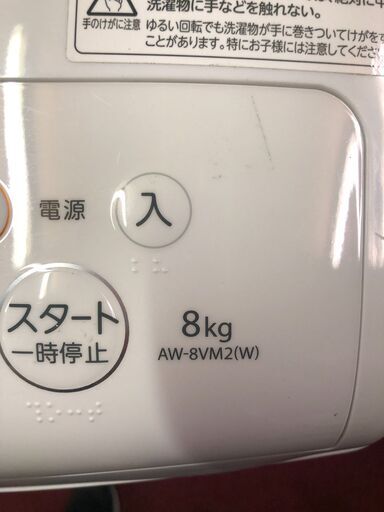 洗濯物に手などを触れない。
手のけがに注意
ゆるい回転でも洗濯物が手に巻きついてけがをす
ことがあります。特にお子様には注意してください
電源
入
スタート
一時停止
8kg
AW-8VM2(W)